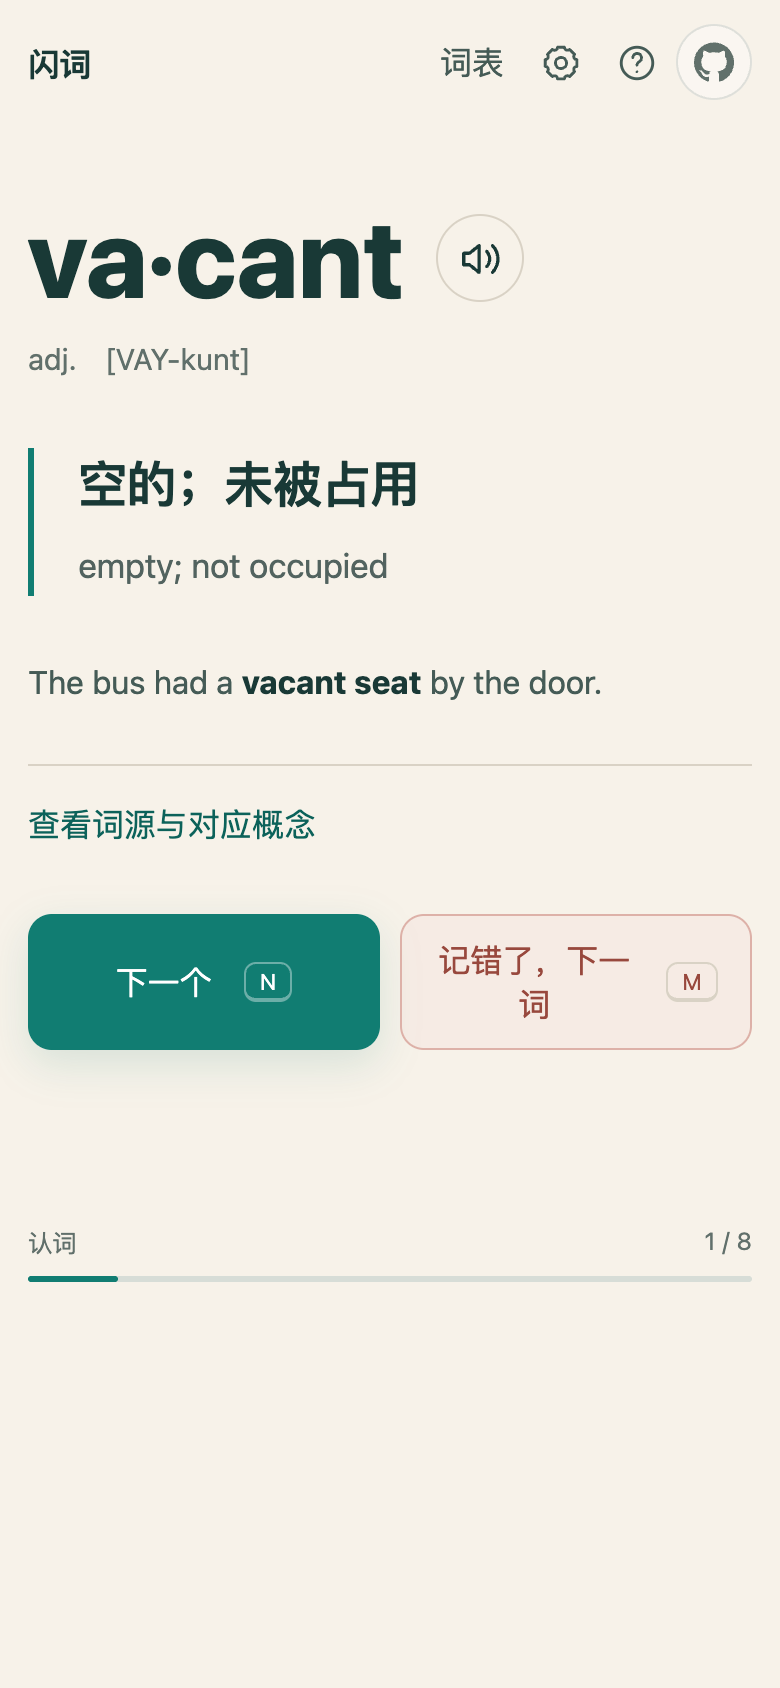 闪词 词表
va·cant
adj. [VAY-kunt]
空的；未被占用
empty; not occupied
The bus had a vacant seat by the door.
查看词源与对应概念
下一个 N
记错了，下一
词 M
认词 1 / 8